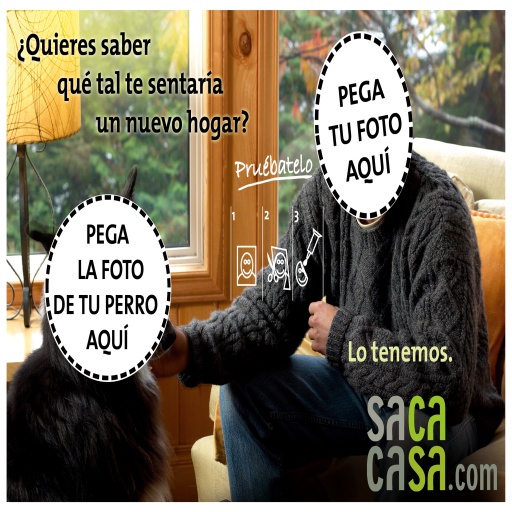 ¿Quieres saber
qué tal te sentaría
un nuevo hogar?
PEGA
TU FOTO
AQUÍ
Pruébatelo
1 2 3
PEGA
LA FOTO
DE TU PERRO
AQUÍ
Lo tenemos.
saca
casa.com